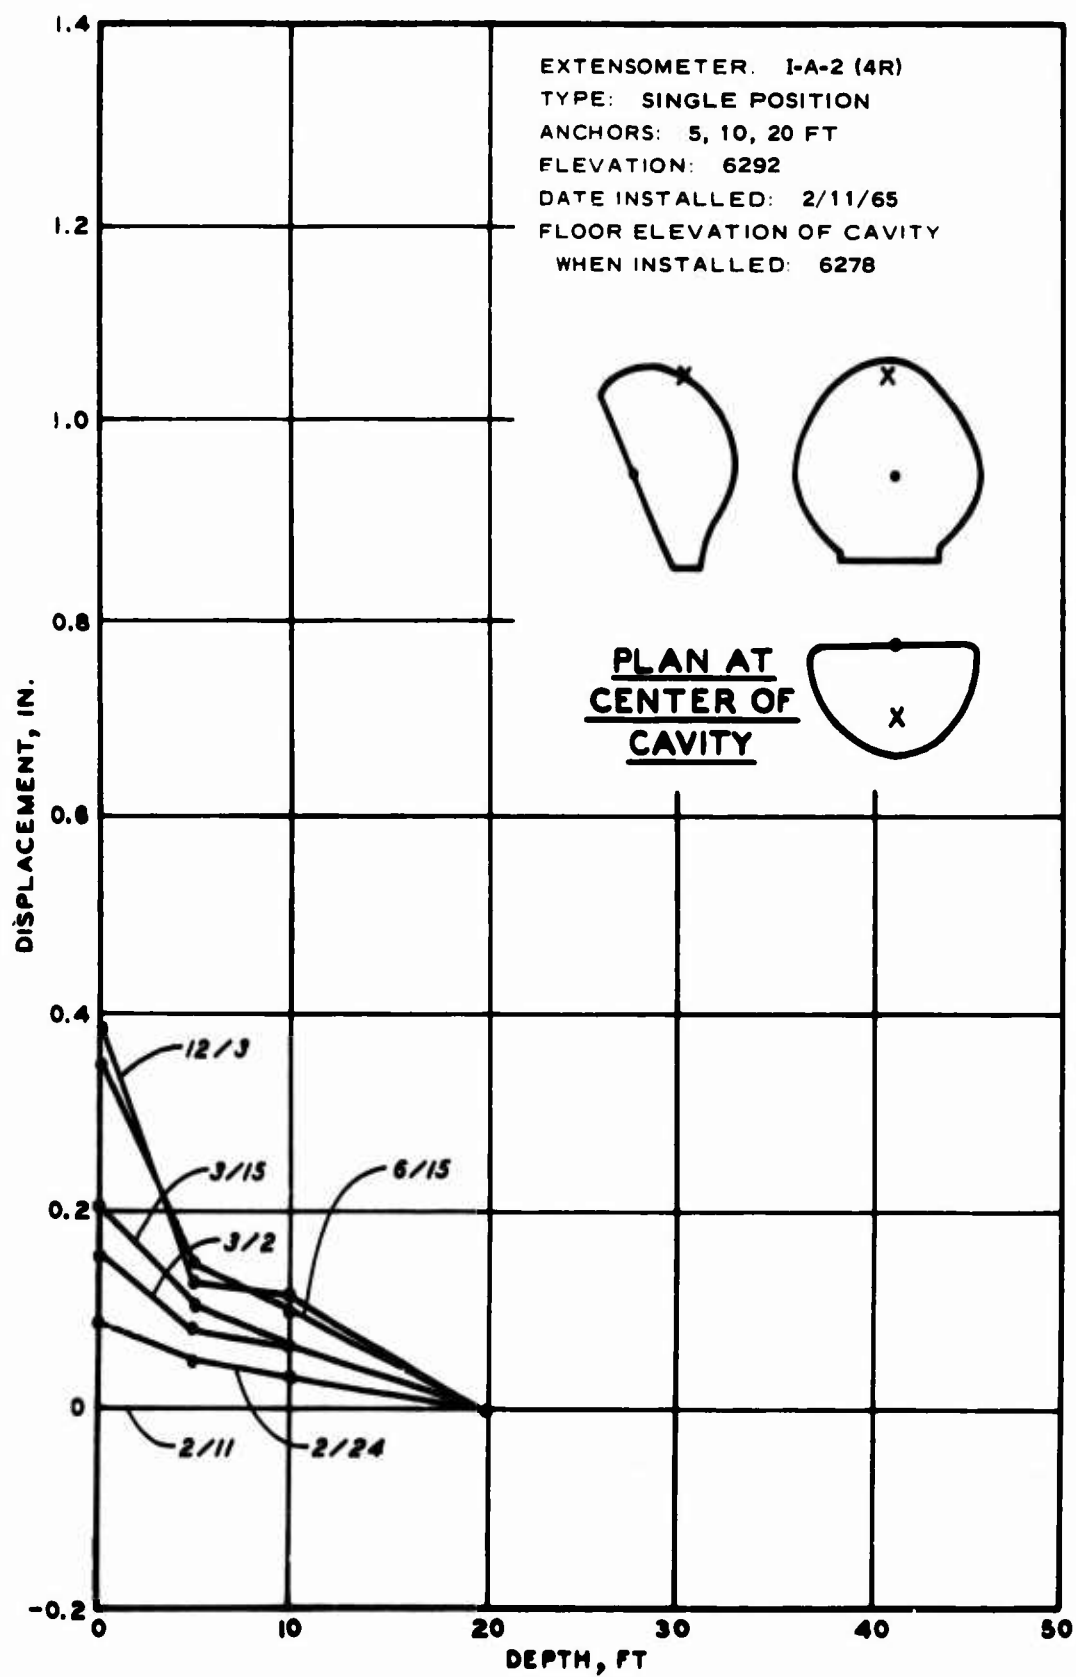 1.4
EXTENSOMETER. I-A-2 (4R)
TYPE: SINGLE POSITION
ANCHORS: 5, 10, 20 FT
ELEVATION: 6292
DATE INSTALLED: 2/11/65
1.2
FLOOR ELEVATION OF CAVITY
WHEN INSTALLED: 6278
X
X
1.0
0.8
PLAN AT
CENTER OF
CAVITY
X
DISPLACEMENT, IN.
0.6
0.4
12/3
3/15
6/15
0.2
3/2
0
2/11
2/24
-0.2
0 10 20 30 40 50
DEPTH, FT